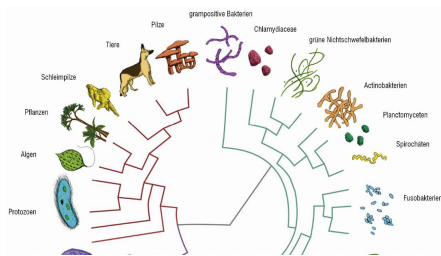 grampositive Bakterien
Pilze
Chlamydiaceae
Tiere
grüne Nichtschwefelbakterien
Schleimpilze
Actinobakterien
Pflanzen
Planctomyceten
Spirochäten
Algen
Fusobakterien
Protozoen